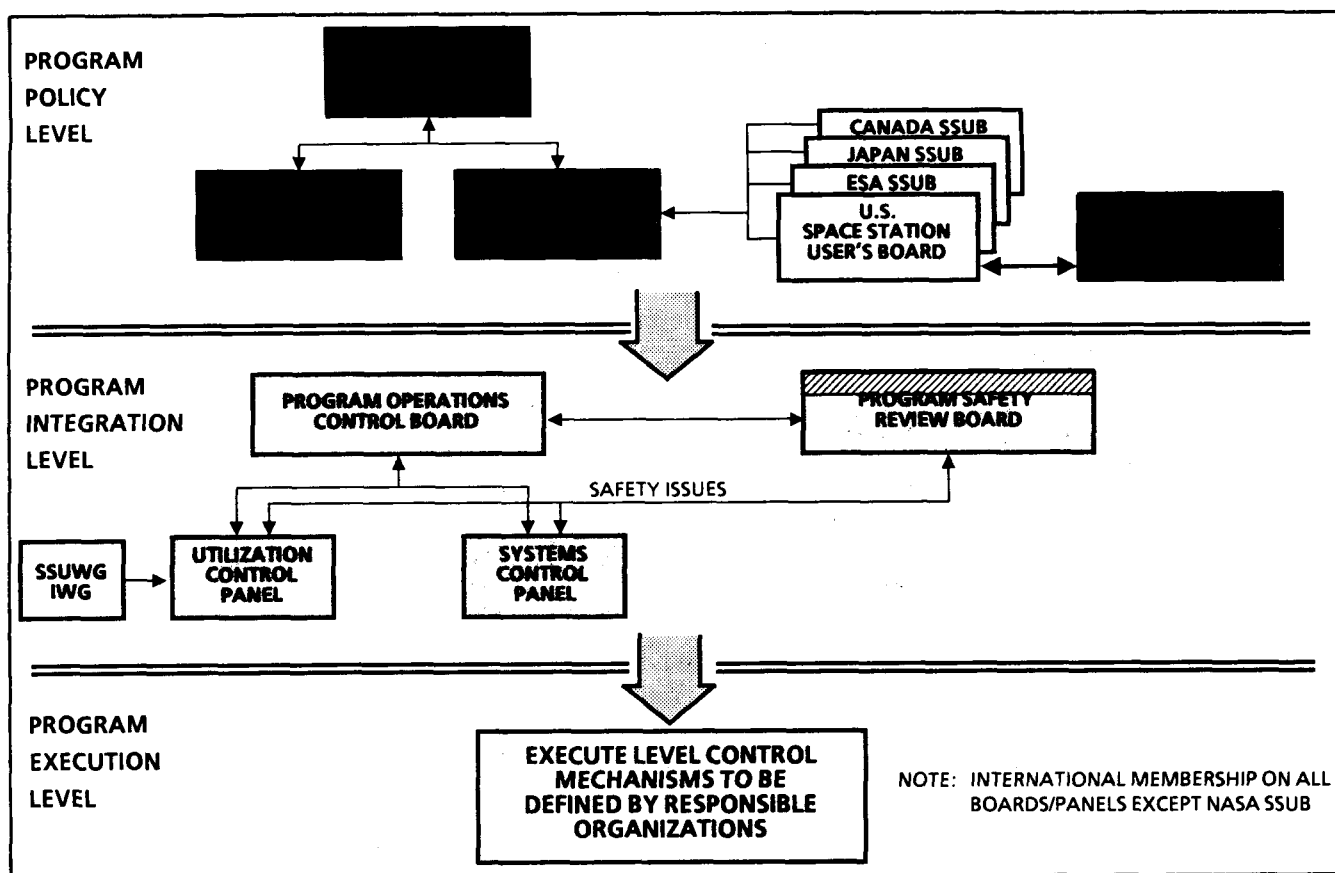 PROGRAM
POLICY
LEVEL
CANADA SSUB
JAPAN SSUB
ESA SSUB
U.S.
SPACE STATION
USER'S BOARD
PROGRAM
INTEGRATION
LEVEL
PROGRAM OPERATIONS
CONTROL BOARD
PROGRAM SAFETY
REVIEW BOARD
SAFETY ISSUES
SSUWG
IWG
UTILIZATION
CONTROL
PANEL
SYSTEMS
CONTROL
PANEL
PROGRAM
EXECUTION
LEVEL
EXECUTE LEVEL CONTROL
MECHANISMS TO BE
DEFINED BY RESPONSIBLE
ORGANIZATIONS
NOTE: INTERNATIONAL MEMBERSHIP ON ALL
BOARDS/PANELS EXCEPT NASA SSUB